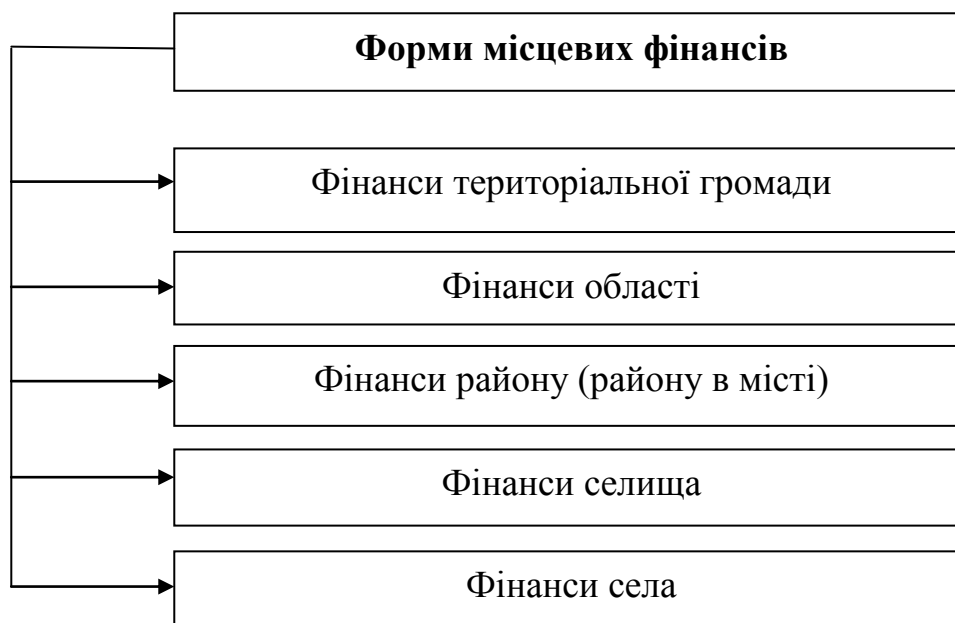 Форми місцевих фінансів
Фінанси територіальної громади
Фінанси області
Фінанси району (району в місті)
Фінанси селища
Фінанси села